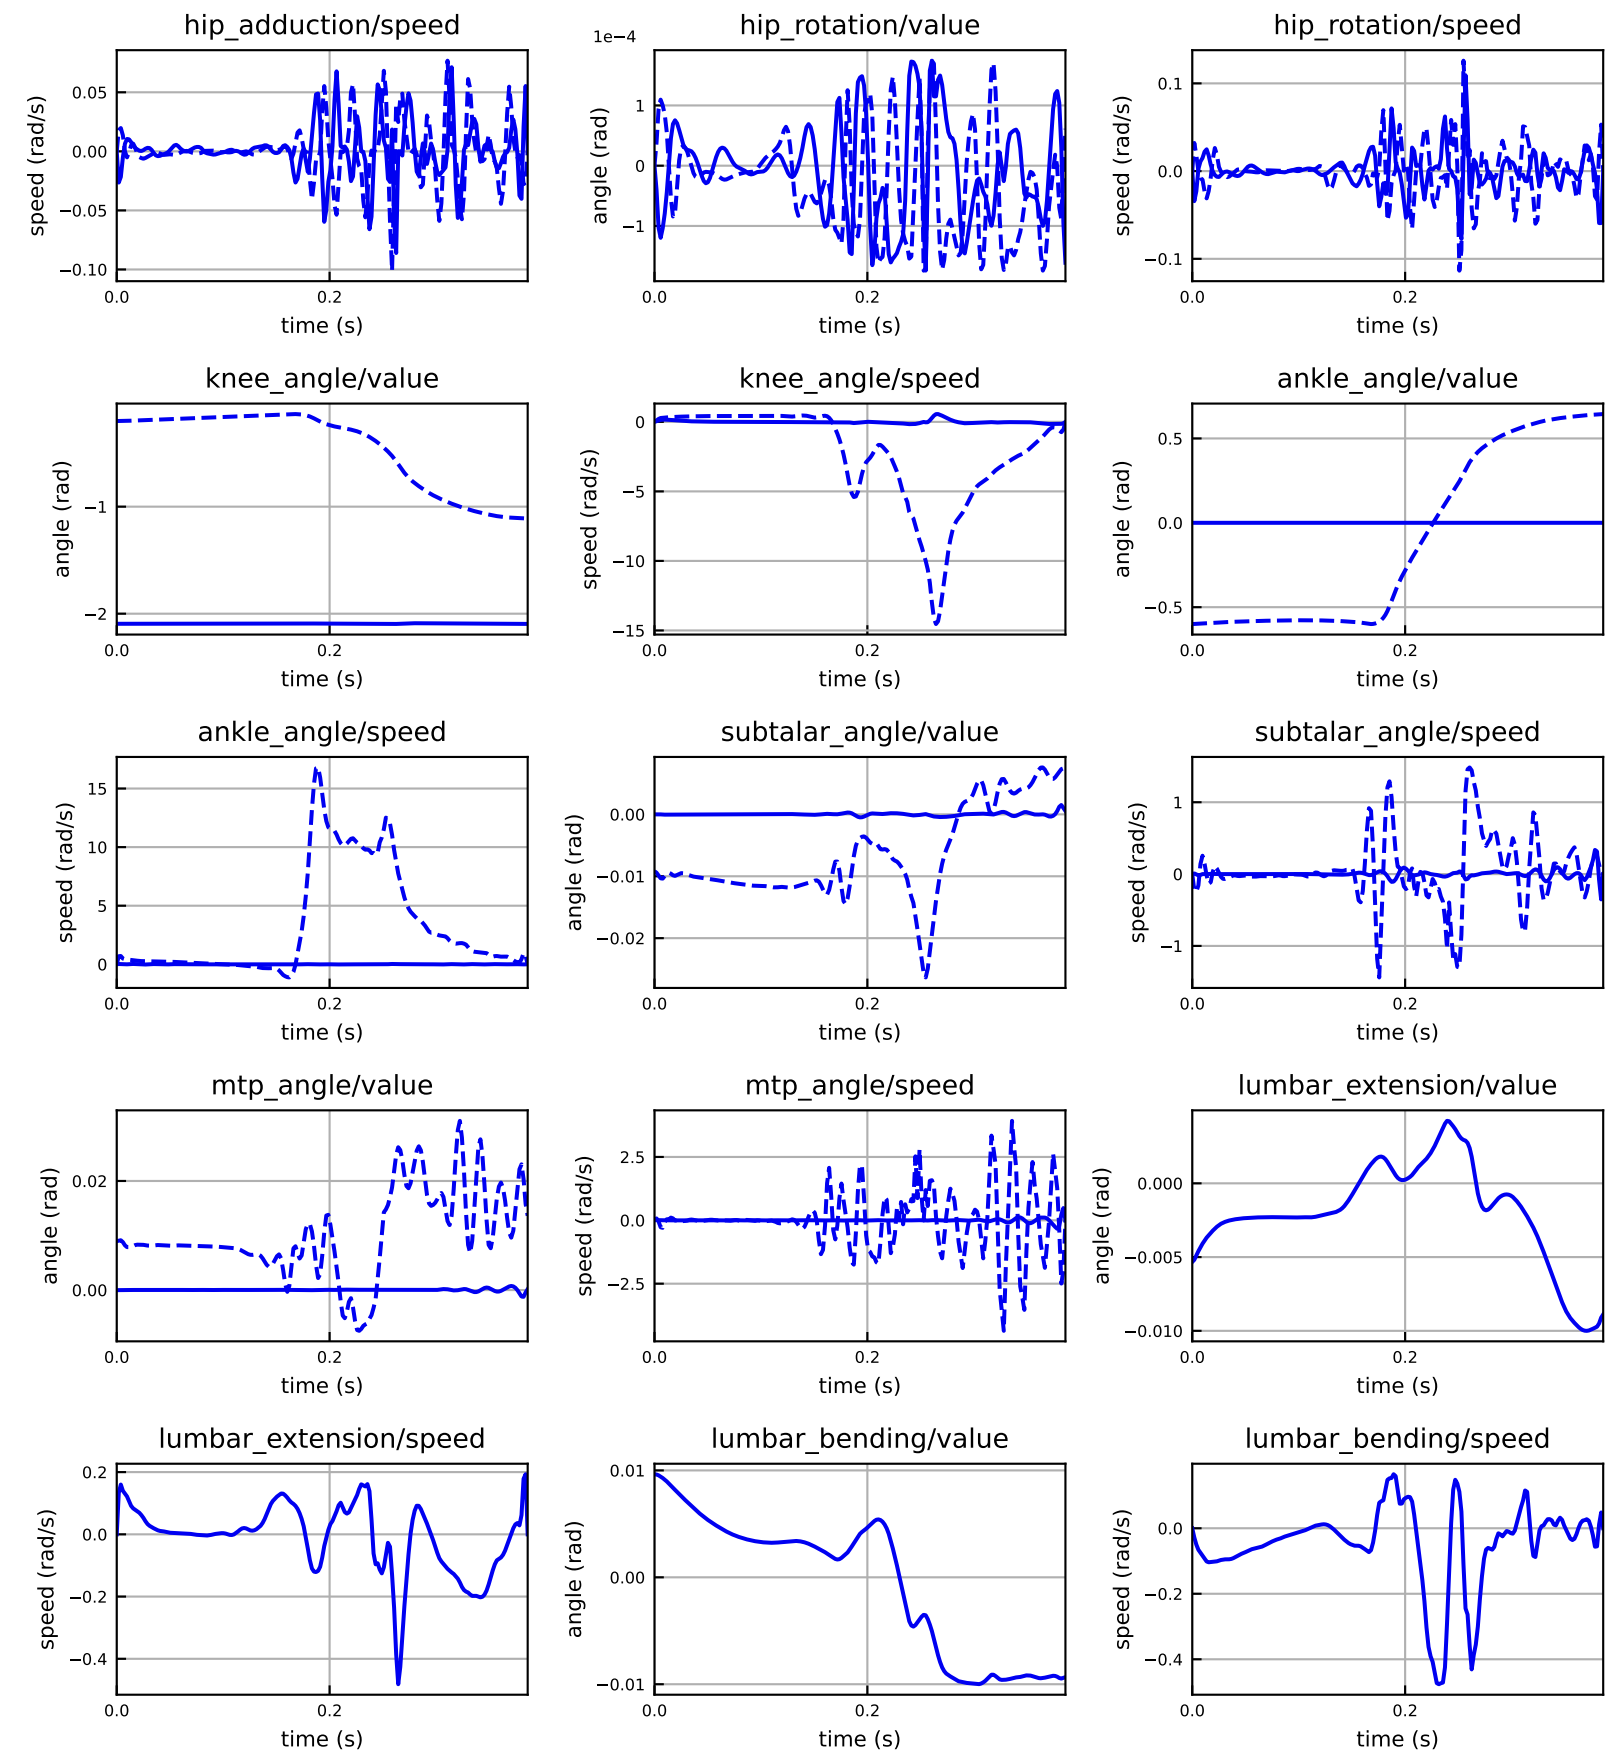 hip_adduction/speed
speed (rad/s)
0.05
0.00
−0.05
−0.10
0.0
0.2
time (s)
hip_rotation/value
1e−4
angle (rad)
1
0
−1
0.0
0.2
time (s)
hip_rotation/speed
speed (rad/s)
0.1
0.0
−0.1
0.0
0.2
time (s)
knee_angle/value
angle (rad)
−1
−2
0.0
0.2
time (s)
knee_angle/speed
speed (rad/s)
0
−5
−10
−15
0.0
0.2
time (s)
ankle_angle/value
angle (rad)
0.5
0.0
−0.5
0.0
0.2
time (s)
ankle_angle/speed
speed (rad/s)
15
10
5
0
0.0
0.2
time (s)
subtalar_angle/value
angle (rad)
0.00
−0.01
−0.02
0.0
0.2
time (s)
subtalar_angle/speed
speed (rad/s)
1
0
−1
0.0
0.2
time (s)
mtp_angle/value
angle (rad)
0.02
0.00
0.0
0.2
time (s)
mtp_angle/speed
speed (rad/s)
2.5
0.0
−2.5
0.0
0.2
time (s)
lumbar_extension/value
angle (rad)
0.000
−0.005
−0.010
0.0
0.2
time (s)
lumbar_extension/speed
speed (rad/s)
0.2
0.0
−0.2
−0.4
0.0
0.2
time (s)
lumbar_bending/value
angle (rad)
0.01
0.00
−0.01
0.0
0.2
time (s)
lumbar_bending/speed
speed (rad/s)
0.0
−0.2
−0.4
0.0
0.2
time (s)